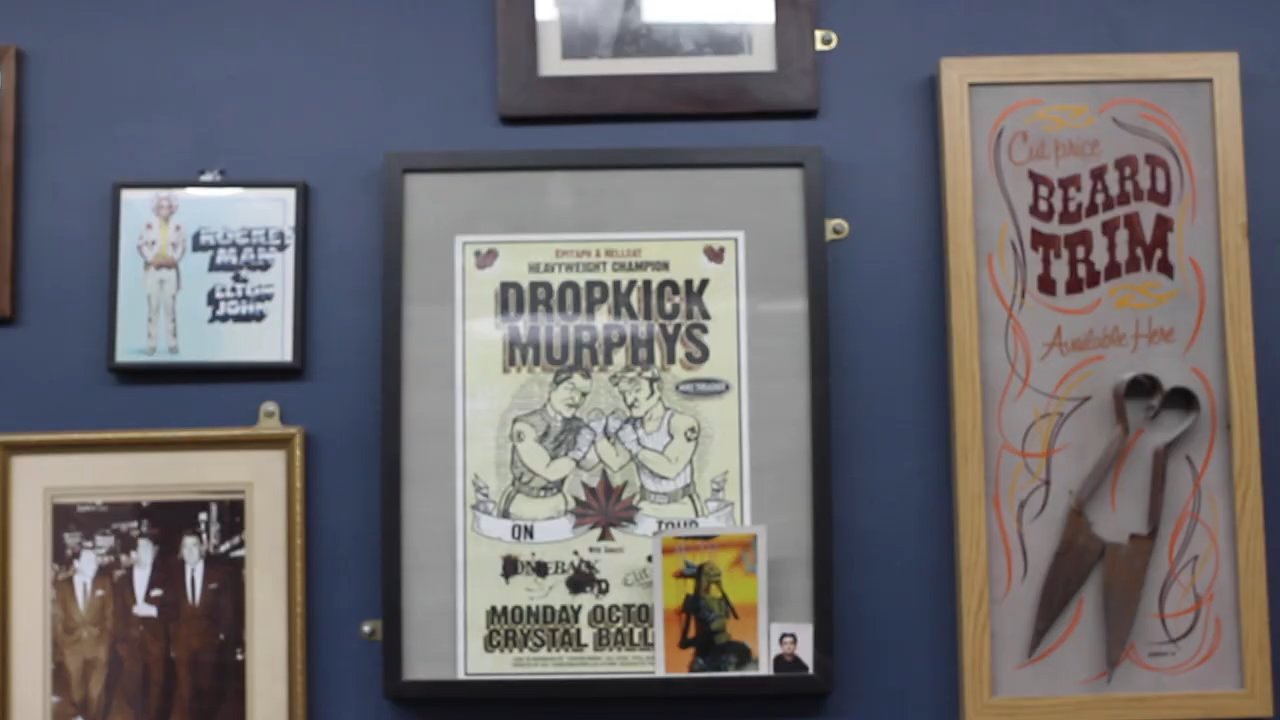 ROCKET
MAN
ELTON
JOHN
EPITAPH & HELLCAT
HEAVYWEIGHT CHAMPION
DROPKICK
MURPHYS
ON TOUR
MONDAY OCTO
CRYSTAL BALL
Cut price
BEARD
TRIM
Available Here